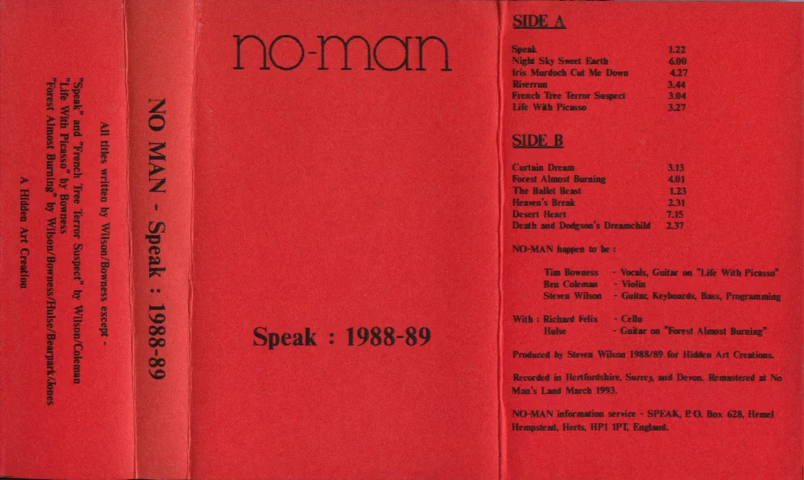 All titles written by Wilson/Bowness except -
"Speak" and "French Tree Terror Suspect" by Wilson/Coleman
"Life With Picasso" by Bowness
"Forest Almost Burning" by Wilson/Bowness/Hulse/Bearpark/Jones
A Hidden Art Creation
NO MAN - Speak : 1988-89
no-man
Speak : 1988-89
SIDE A
Speak 1.22
Night Sky Sweet Earth 6.00
Iris Murdoch Cut Me Down 4.27
Riverrun 3.44
French Tree Terror Suspect 3.04
Life With Picasso 3.27
SIDE B
Curtain Dream 3.13
Forest Almost Burning 4.01
The Ballet Beast 1.23
Heaven's Break 2.31
Desert Heart 7.15
Death and Dodgson's Dreamchild 2.37
NO-MAN happen to be :
Tim Bowness - Vocals, Guitar on "Life With Picasso"
Ben Coleman - Violin
Steven Wilson - Guitar, Keyboards, Bass, Programming
With : Richard Felix - Cello
Hulse - Guitar on "Forest Almost Burning"
Produced by Steven Wilson 1988/89 for Hidden Art Creations.
Recorded in Hertfordshire, Surrey, and Devon. Remastered at No
Man's Land March 1993.
NO-MAN information service - SPEAK, P.O. Box 628, Hemel
Hempstead, Herts, HP1 1PT, England.